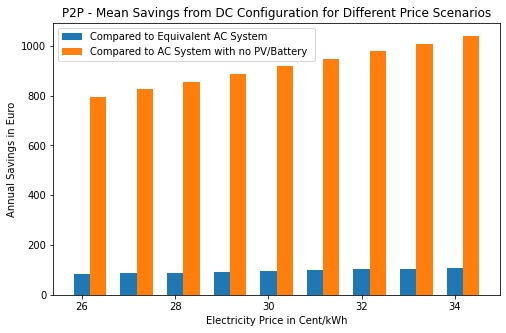 P2P - Mean Savings from DC Configuration for Different Price Scenarios
Compared to Equivalent AC System
Compared to AC System with no PV/Battery
1000
800
600
400
200
0
Annual Savings in Euro
26 28 30 32 34
Electricity Price in Cent/kWh